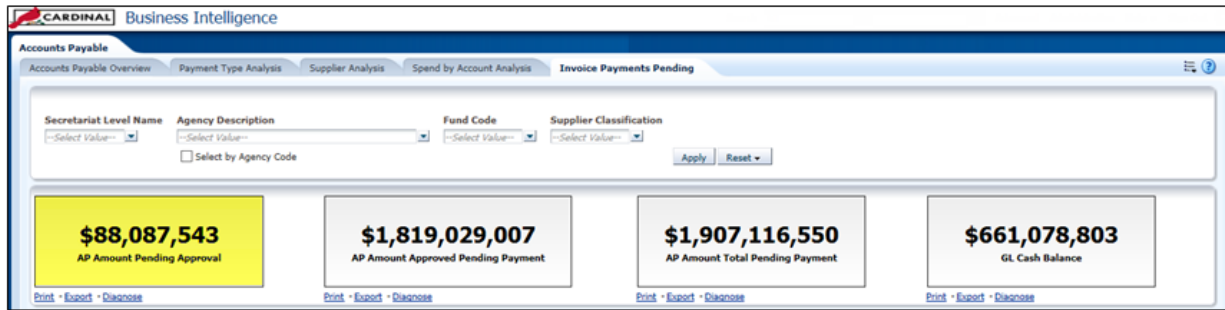 CARDINAL Business Intelligence
Accounts Payable
Accounts Payable Overview Payment Type Analysis Supplier Analysis Spend by Account Analysis Invoice Payments Pending
Secretariat Level Name Agency Description Fund Code Supplier Classification
--Select Value-- --Select Value-- --Select Value-- --Select Value--
Select by Agency Code
Apply Reset
$88,087,543 $1,819,029,007 $1,907,116,550 $661,078,803
AP Amount Pending Approval AP Amount Approved Pending Payment AP Amount Total Pending Payment GL Cash Balance
Print - Export - Diagnose Print - Export - Diagnose Print - Export - Diagnose Print - Export - Diagnose